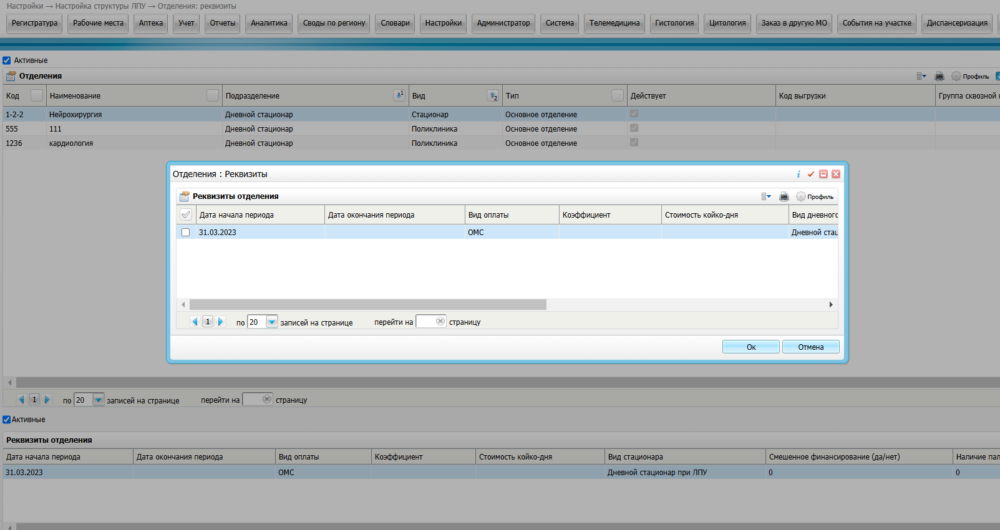 Настройки → Настройка структуры ЛПУ → Отделения: реквизиты
Регистратура Рабочие места Аптека Учет Отчеты Аналитика Своды по региону Словари Настройки Администратор Система Телемедицина Гистология Цитология Заказ в другую МО События на участке Диспансеризация
Активные
Отделения Профиль
Код Наименование Подразделение 1 Вид 2 Тип Действует Код выгрузки Группа сквозной
1-2-2 Нейрохирургия Дневной стационар Стационар Основное отделение
555 111 Дневной стационар Поликлиника Основное отделение
1236 кардиология Дневной стационар Поликлиника Основное отделение
Отделения : Реквизиты
Реквизиты отделения Профиль
Дата начала периода Дата окончания периода Вид оплаты Коэффициент Стоимость койко-дня Вид дневного
31.03.2023 ОМС Дневной стац
1 по 20 записей на странице перейти на страницу
Ок Отмена
1 по 20 записей на странице перейти на страницу
Активные
Реквизиты отделения
Дата начала периода Дата окончания периода Вид оплаты Коэффициент Стоимость койко-дня Вид стационара Смешенное финансирование (да/нет) Наличие пал
31.03.2023 ОМС Дневной стационар при ЛПУ 0 0